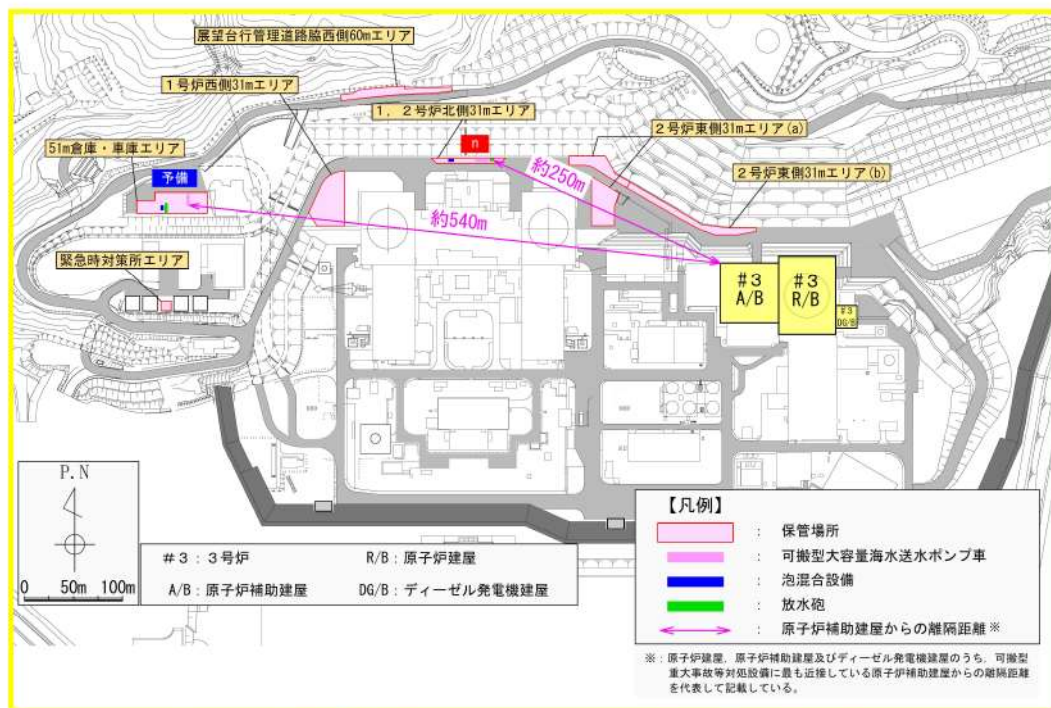 展望台行管理道路脇西側60mエリア
1号炉西側31mエリア
1，2号炉北側31mエリア
2号炉東側31mエリア(a)
51m倉庫・車庫エリア
予備
n
2号炉東側31mエリア(b)
約250m
約540m
緊急時対策所エリア
#3
A/B
#3
R/B
#3
DG/B
P.N
0 50m 100m
#3：3号炉
R/B：原子炉建屋
A/B：原子炉補助建屋
DG/B：ディーゼル発電機建屋
【凡例】
： 保管場所
： 可搬型大容量海水送水ポンプ車
： 泡混合設備
： 放水砲
： 原子炉補助建屋からの離隔距離※
※：原子炉建屋，原子炉補助建屋及びディーゼル発電機建屋のうち，可搬型
重大事故等対処設備に最も近接している原子炉補助建屋からの離隔距離
を代表して記載している。